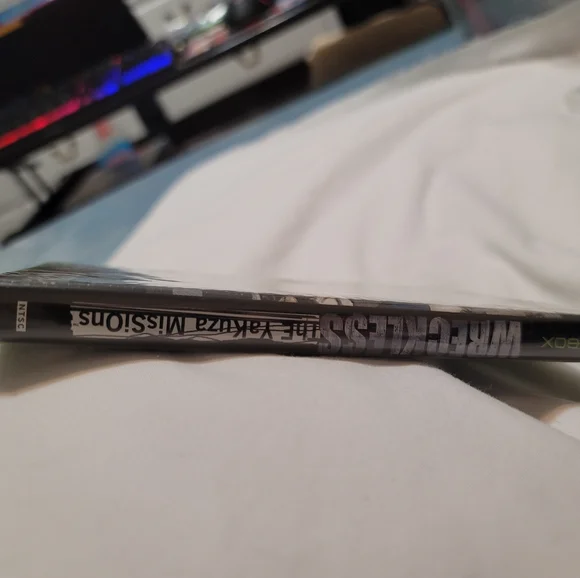 XBOX
WRECKLESS
thE YaKuza MisSiOns
NTSC